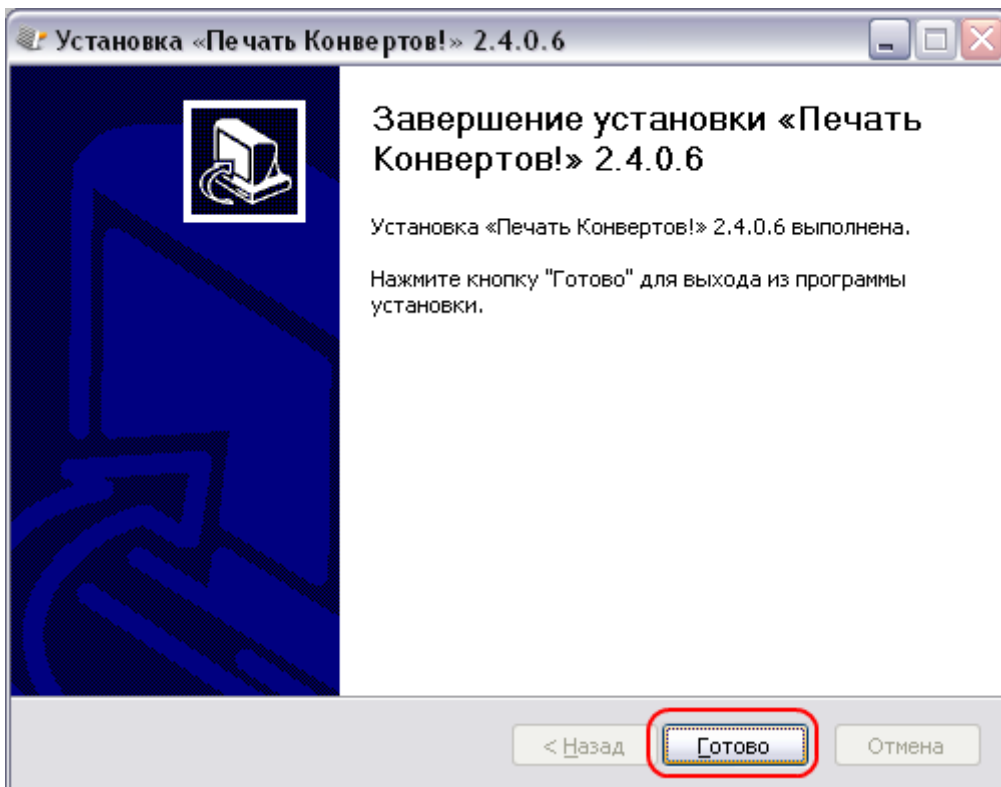 Установка «Печать Конвертов!» 2.4.0.6
Завершение установки «Печать
Конвертов!» 2.4.0.6
Установка «Печать Конвертов!» 2.4.0.6 выполнена.
Нажмите кнопку "Готово" для выхода из программы
установки.
< Назад Готово Отмена